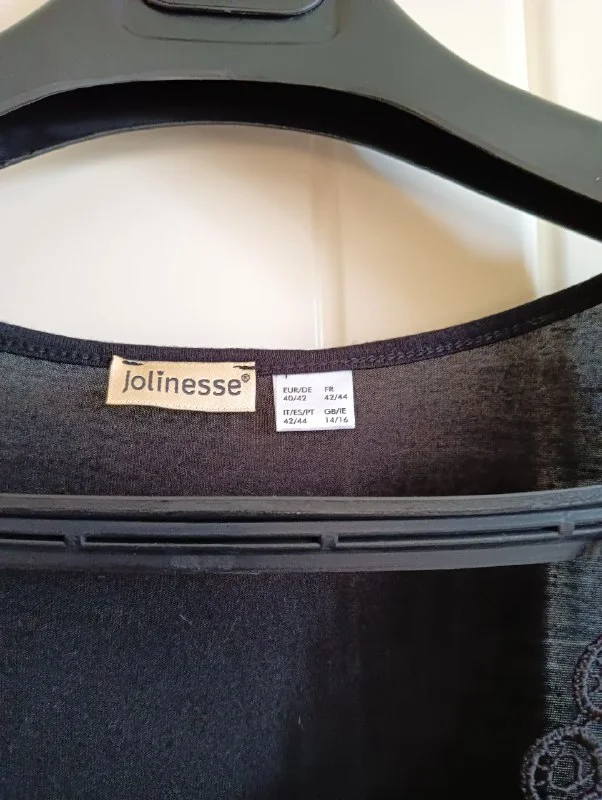 jolinesse®
EUR/DE FR
40/42 42/44
IT/ES/PT GB/IE
42/44 14/16